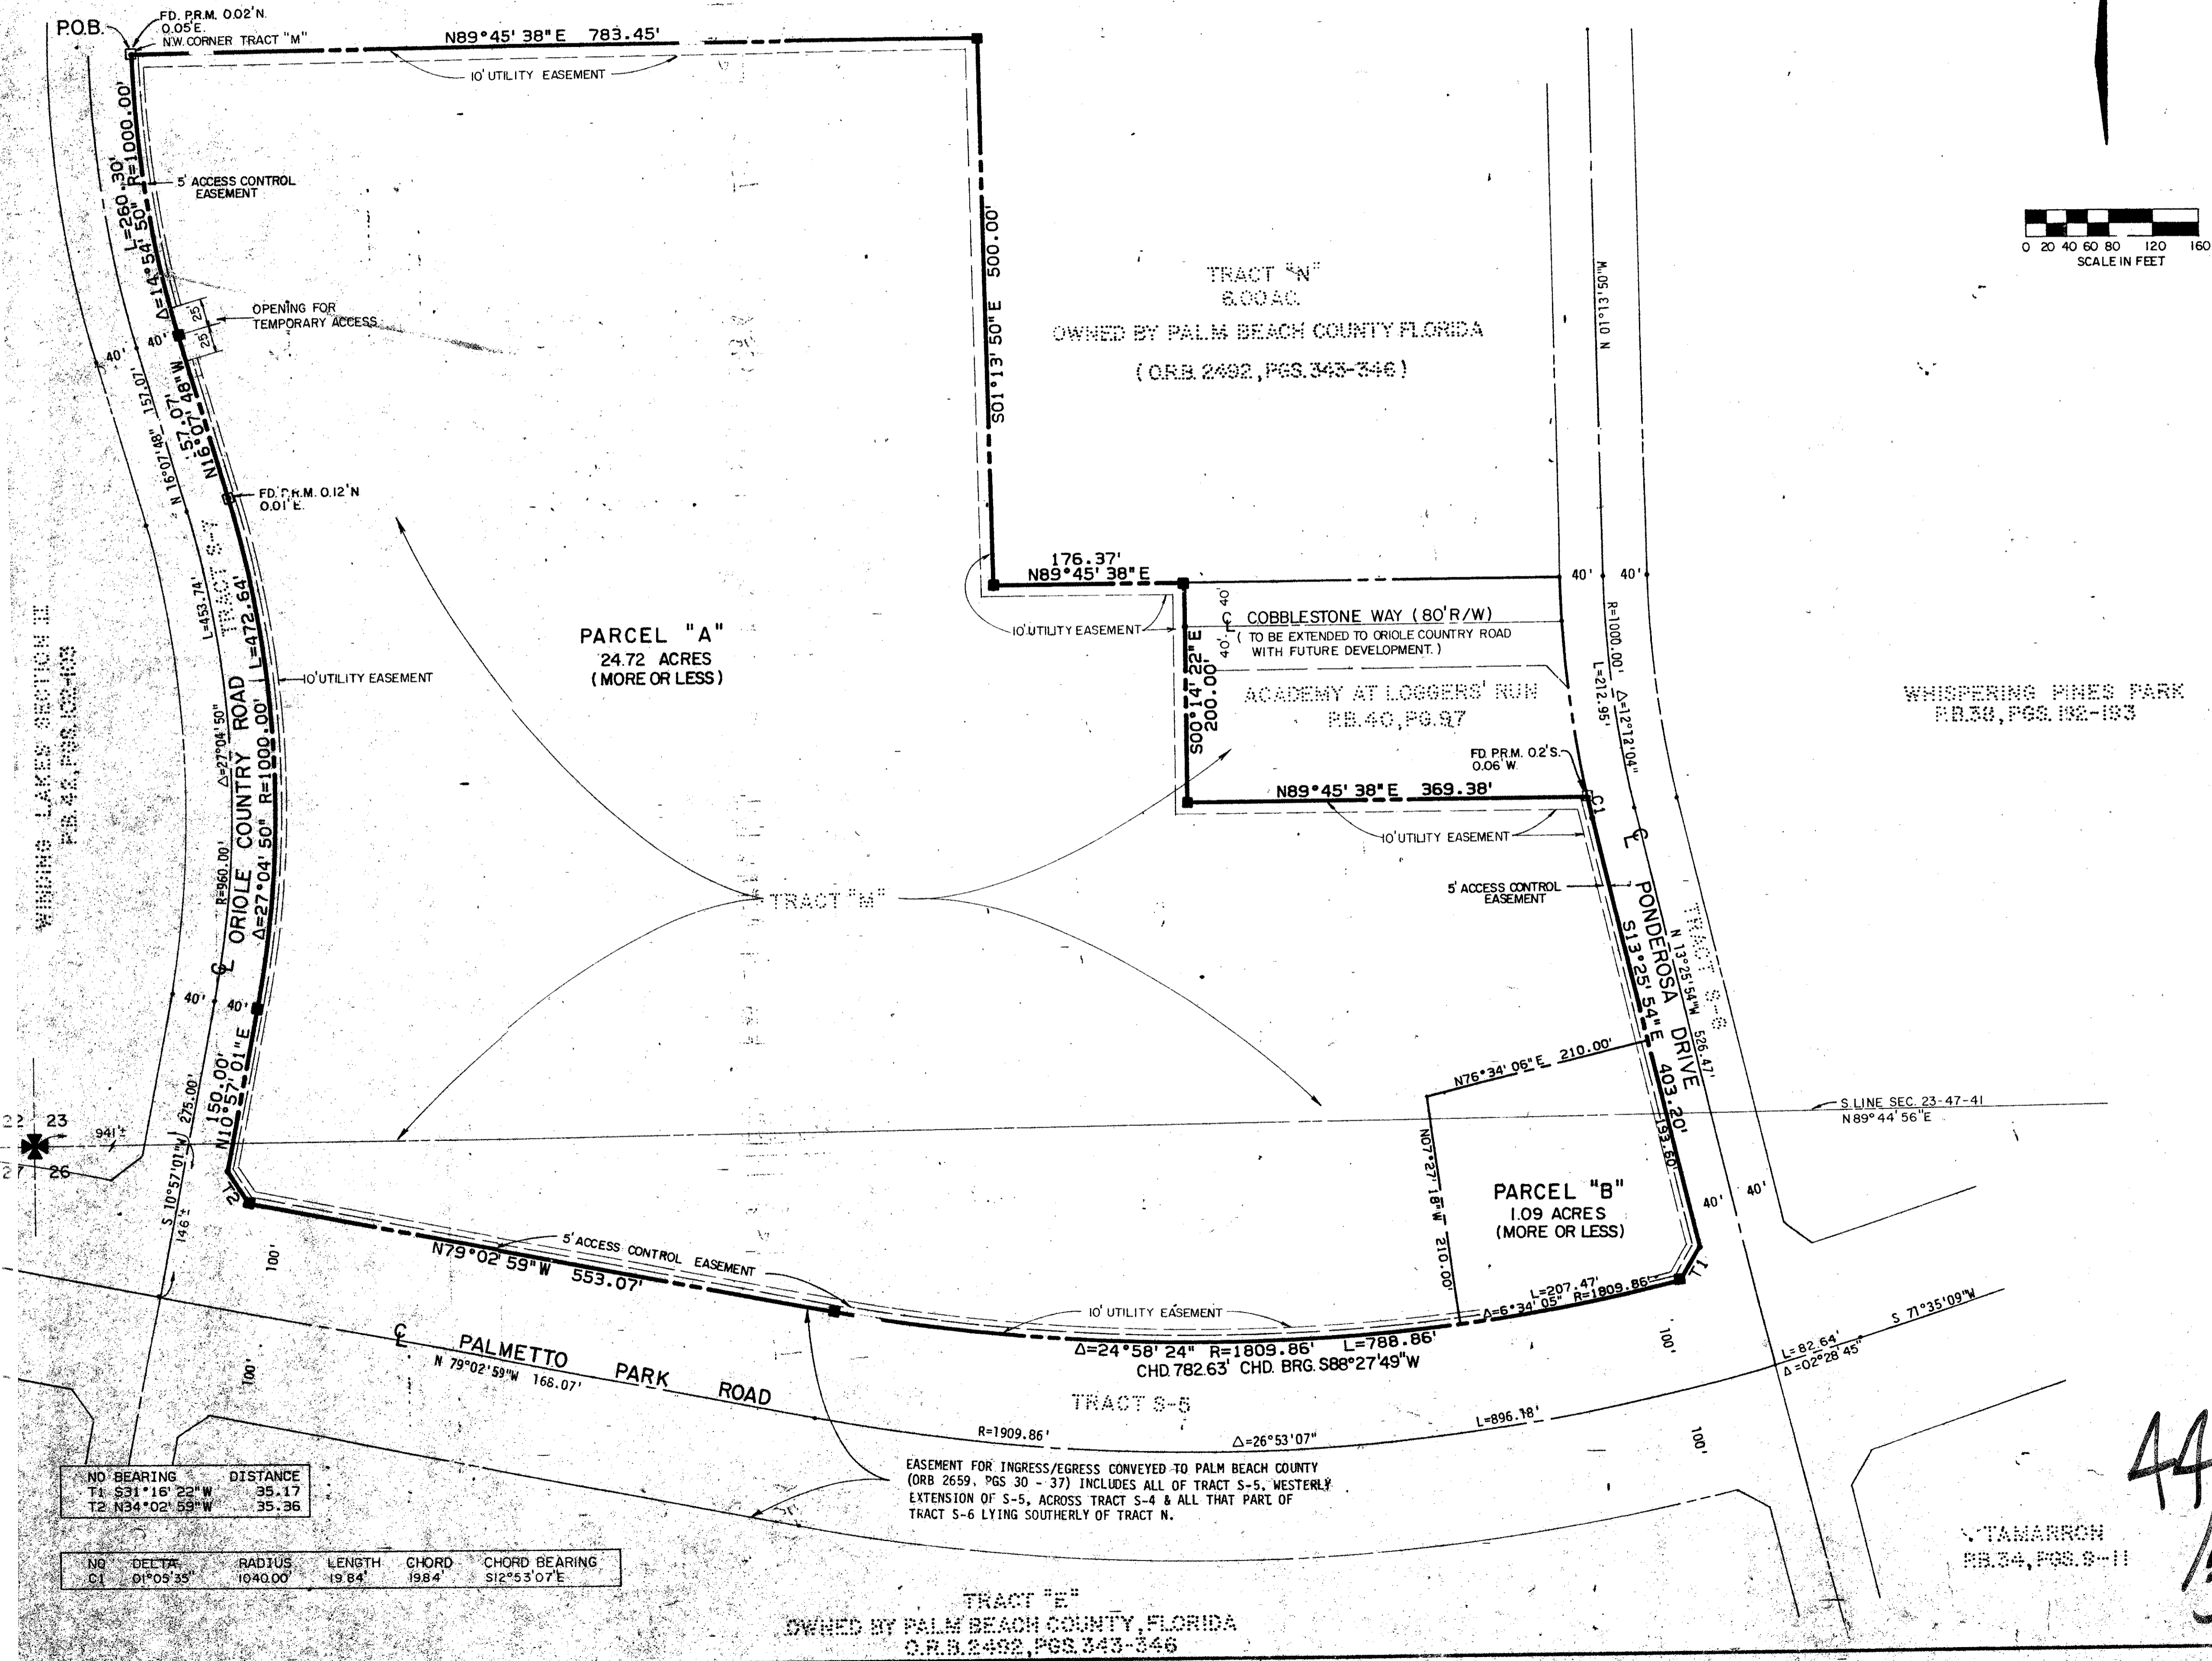 P.O.B.
FD. P.R.M. 0.02'N.
0.05'E.
N.W. CORNER TRACT "M"
N89°45'38"E 783.45'
10' UTILITY EASEMENT
L=260.30'
Δ=14°54'50" R=1000.00'
5' ACCESS CONTROL
EASEMENT
OPENING FOR
TEMPORARY ACCESS
25'
25'
40'
40'
157.07'
N16°07'48"W
N 16°07'48" 157.07'
FD. P.R.M. 0.12'N
0.01'E.
S01°13'50"E 500.00'
TRACT "N"
6.00 AC.
OWNED BY PALM BEACH COUNTY FLORIDA
(O.R.B. 2492, PGS. 343-346)
N 01°13'50"W
0 20 40 60 80 120 160
SCALE IN FEET
176.37'
N89°45'38"E
10' UTILITY EASEMENT
40'
40'
COBBLESTONE WAY (80' R/W)
(TO BE EXTENDED TO ORIOLE COUNTRY ROAD
WITH FUTURE DEVELOPMENT.)
S00°14'22"E
200.00'
ACADEMY AT LOGGERS' RUN
P.B. 40, PG. 97
40'
40'
R=1000.00' Δ=12°12'04"
L=212.95'
WHISPERING PINES PARK
P.B. 38, PGS. 192-193
WINDING LAKES SECTION II
P.B. 42, PGS. 102-103
TRACT S-7
L=453.74'
Δ=27°04'50"
R=960.00'
ORIOLE COUNTRY ROAD
Δ=27°04'50" R=1000.00' L=472.64'
10' UTILITY EASEMENT
PARCEL "A"
24.72 ACRES
(MORE OR LESS)
FD. P.R.M. 0.2'S.
0.06'W.
N89°45'38"E 369.38'
C1
10' UTILITY EASEMENT
5' ACCESS CONTROL
EASEMENT
TRACT "M"
PONDEROSA DRIVE
TRACT S-6
N 13°25'54"W 526.47'
S13°25'54"E 403.20'
193.60'
40'
40'
150.00'
N10°57'01"E
S 10°57'01"W 275.00'
146'±
22 23
27 26
941'±
T2
S. LINE SEC. 23-47-41
N 89°44'56"E
N76°34'06"E 210.00'
N07°27'18"W 210.00'
PARCEL "B"
1.09 ACRES
(MORE OR LESS)
40'
40'
T1
L=207.47'
Δ=6°34'05" R=1809.86'
5' ACCESS CONTROL EASEMENT
N79°02'59"W 553.07'
100'
100'
10' UTILITY EASEMENT
Δ=24°58'24" R=1809.86' L=788.86'
CHD. 782.63' CHD. BRG. S88°27'49"W
PALMETTO PARK ROAD
N 79°02'59"W 168.07'
TRACT S-5
R=1909.86'
Δ=26°53'07"
L=896.18'
100'
100'
L=82.64'
Δ=02°28'45"
S 71°35'09"W
EASEMENT FOR INGRESS/EGRESS CONVEYED TO PALM BEACH COUNTY
(ORB 2659, PGS 30 - 37) INCLUDES ALL OF TRACT S-5, WESTERLY
EXTENSION OF S-5, ACROSS TRACT S-4 & ALL THAT PART OF
TRACT S-6 LYING SOUTHERLY OF TRACT N.
NO BEARING DISTANCE
T1 S31°16'22"W 35.17
T2 N34°02'59"W 35.36
NO DELTA RADIUS LENGTH CHORD CHORD BEARING
C1 01°05'35" 1040.00' 19.84' 19.84' S12°53'07"E
TAMARRON
P.B. 34, PGS. 8-11
44
TRACT "E"
OWNED BY PALM BEACH COUNTY, FLORIDA
O.R.B. 2492, PGS. 343-346